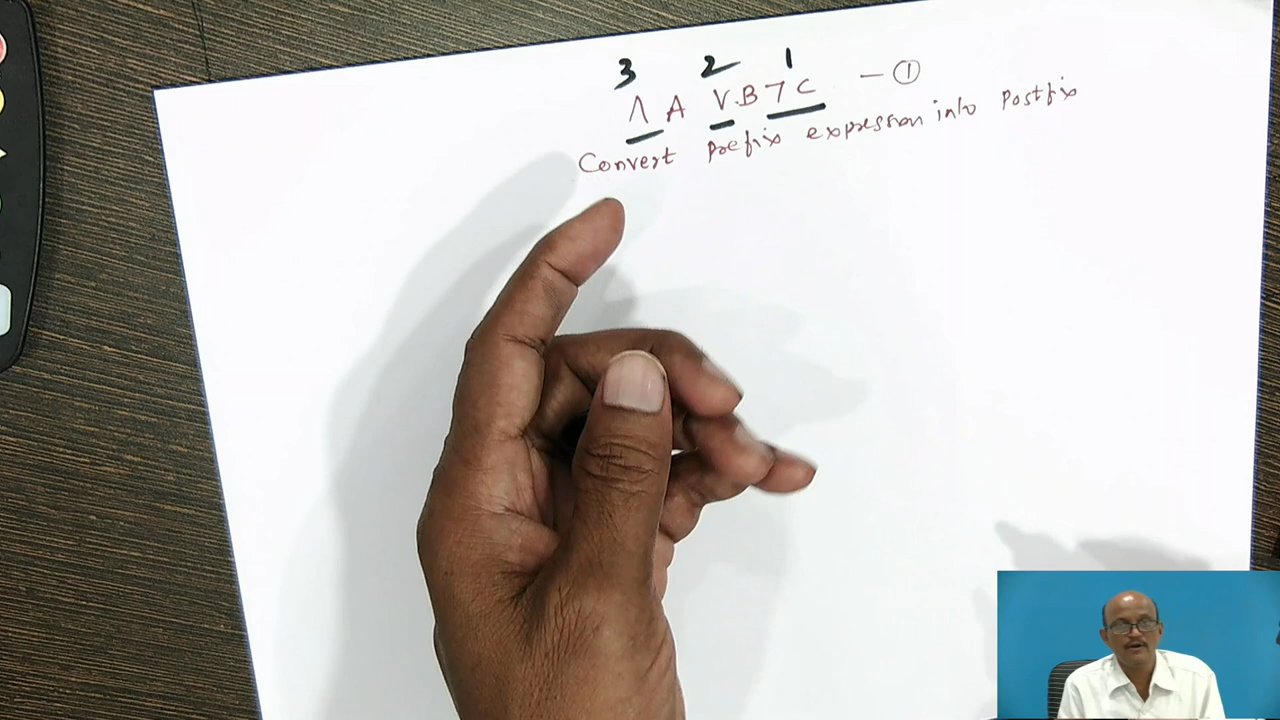 3 2 1
∧ A ∨ B ¬ C — ①
Convert prefix expression into Postfix